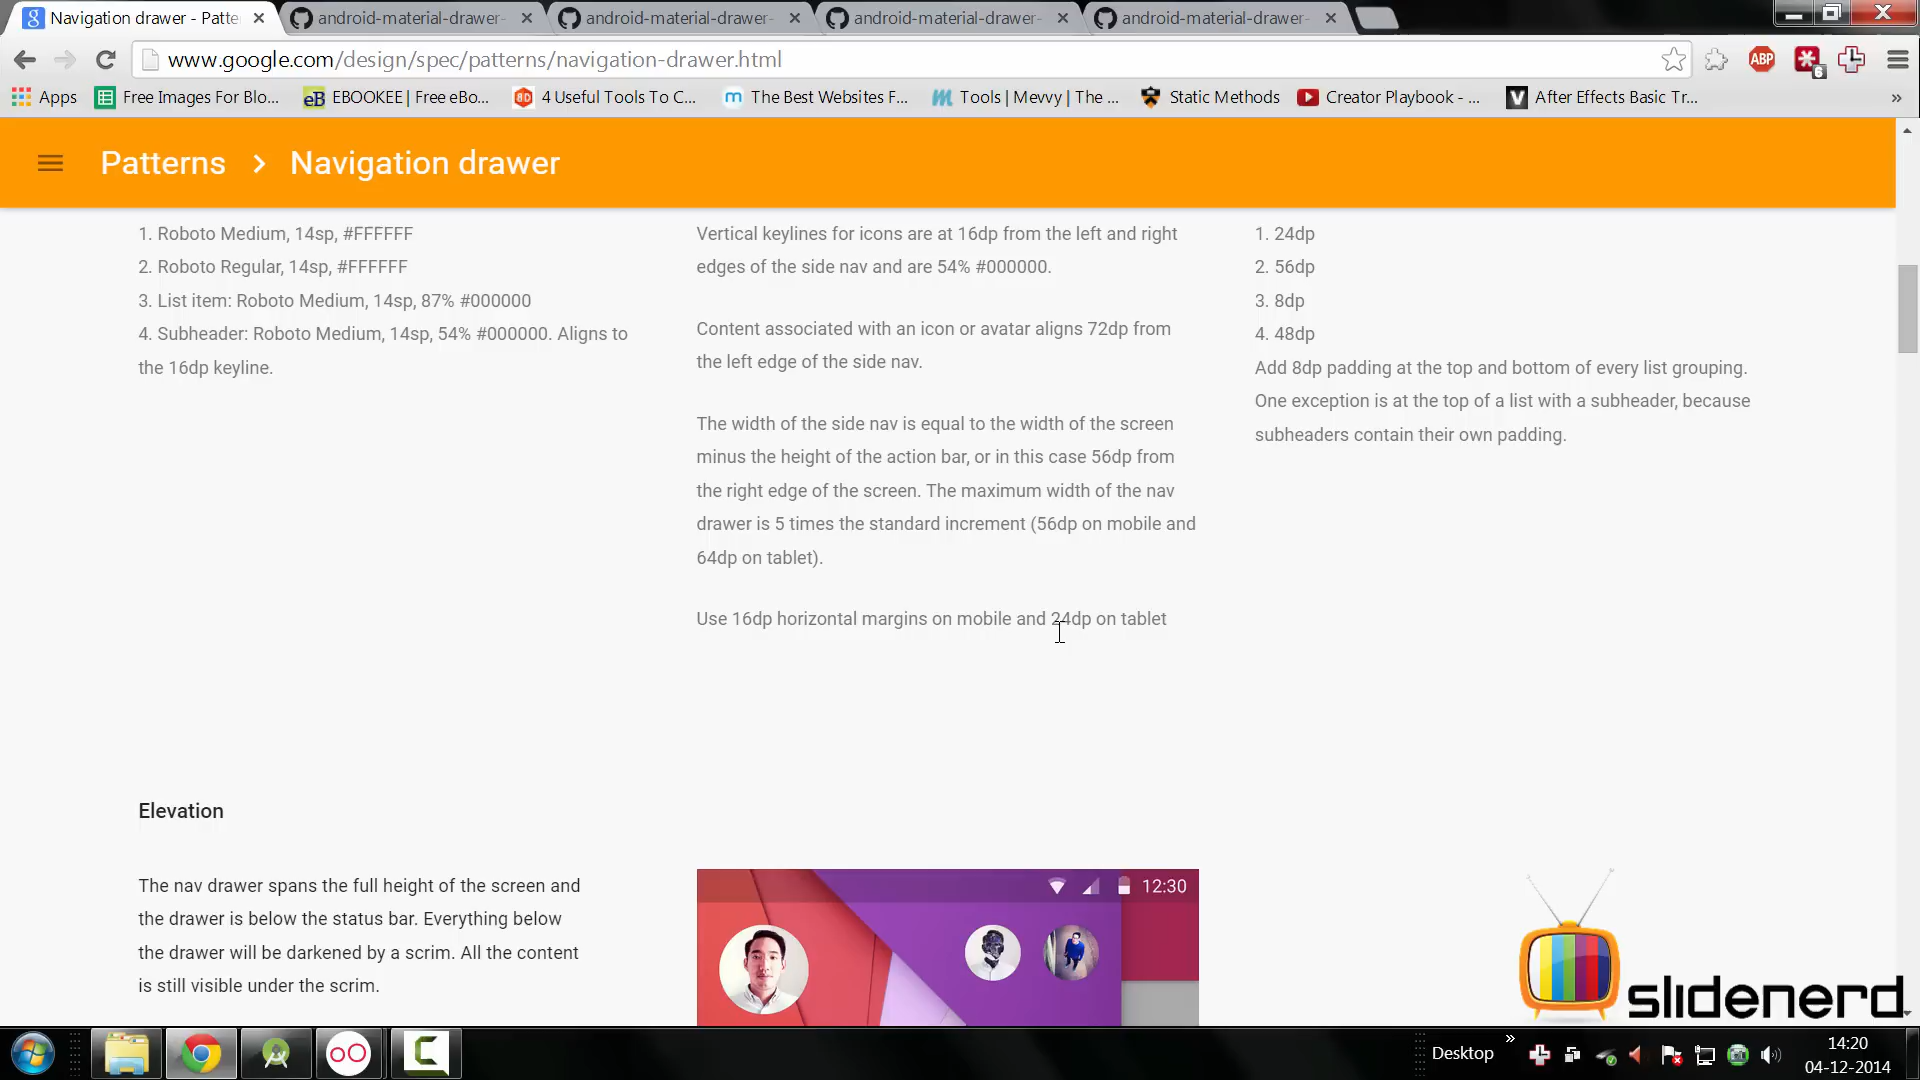 Navigation drawer - Patte
android-material-drawer-
android-material-drawer-
android-material-drawer-
android-material-drawer-
www.google.com/design/spec/patterns/navigation-drawer.html
ABP
6
Apps
Free Images For Blo...
EBOOKEE | Free eBo...
4 Useful Tools To C...
The Best Websites F...
Tools | Mevvy | The ...
Static Methods
Creator Playbook - ...
After Effects Basic Tr...
»
Patterns > Navigation drawer
1. Roboto Medium, 14sp, #FFFFFF
2. Roboto Regular, 14sp, #FFFFFF
3. List item: Roboto Medium, 14sp, 87% #000000
4. Subheader: Roboto Medium, 14sp, 54% #000000. Aligns to
the 16dp keyline.
Vertical keylines for icons are at 16dp from the left and right
edges of the side nav and are 54% #000000.
Content associated with an icon or avatar aligns 72dp from
the left edge of the side nav.
The width of the side nav is equal to the width of the screen
minus the height of the action bar, or in this case 56dp from
the right edge of the screen. The maximum width of the nav
drawer is 5 times the standard increment (56dp on mobile and
64dp on tablet).
Use 16dp horizontal margins on mobile and 24dp on tablet
1. 24dp
2. 56dp
3. 8dp
4. 48dp
Add 8dp padding at the top and bottom of every list grouping.
One exception is at the top of a list with a subheader, because
subheaders contain their own padding.
Elevation
The nav drawer spans the full height of the screen and
the drawer is below the status bar. Everything below
the drawer will be darkened by a scrim. All the content
is still visible under the scrim.
12:30
slidenerd
Desktop
»
14:20
04-12-2014